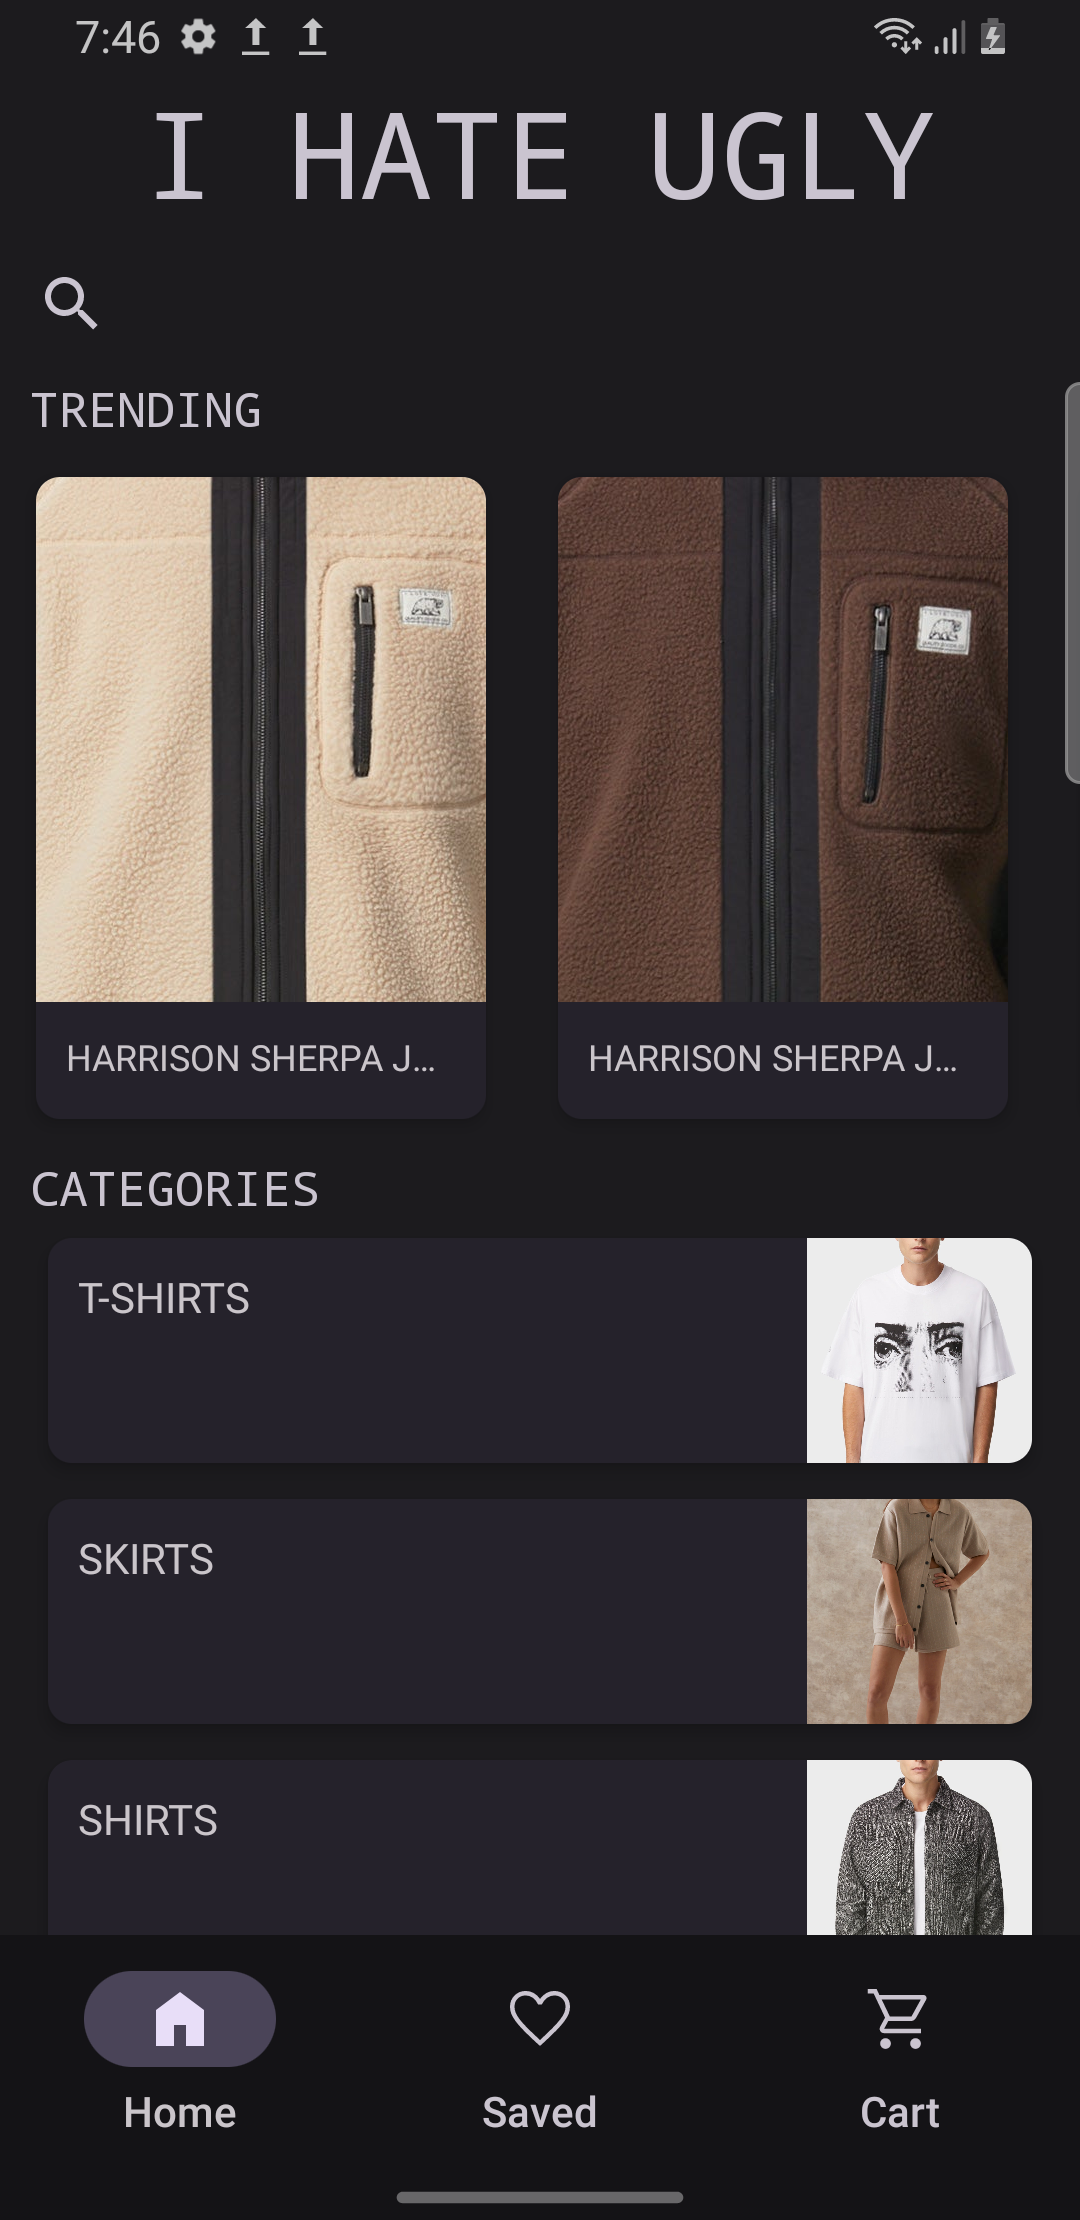 7:46
I HATE UGLY
TRENDING
HARRISON SHERPA J...
HARRISON SHERPA J...
CATEGORIES
T-SHIRTS
SKIRTS
SHIRTS
Home
Saved
Cart